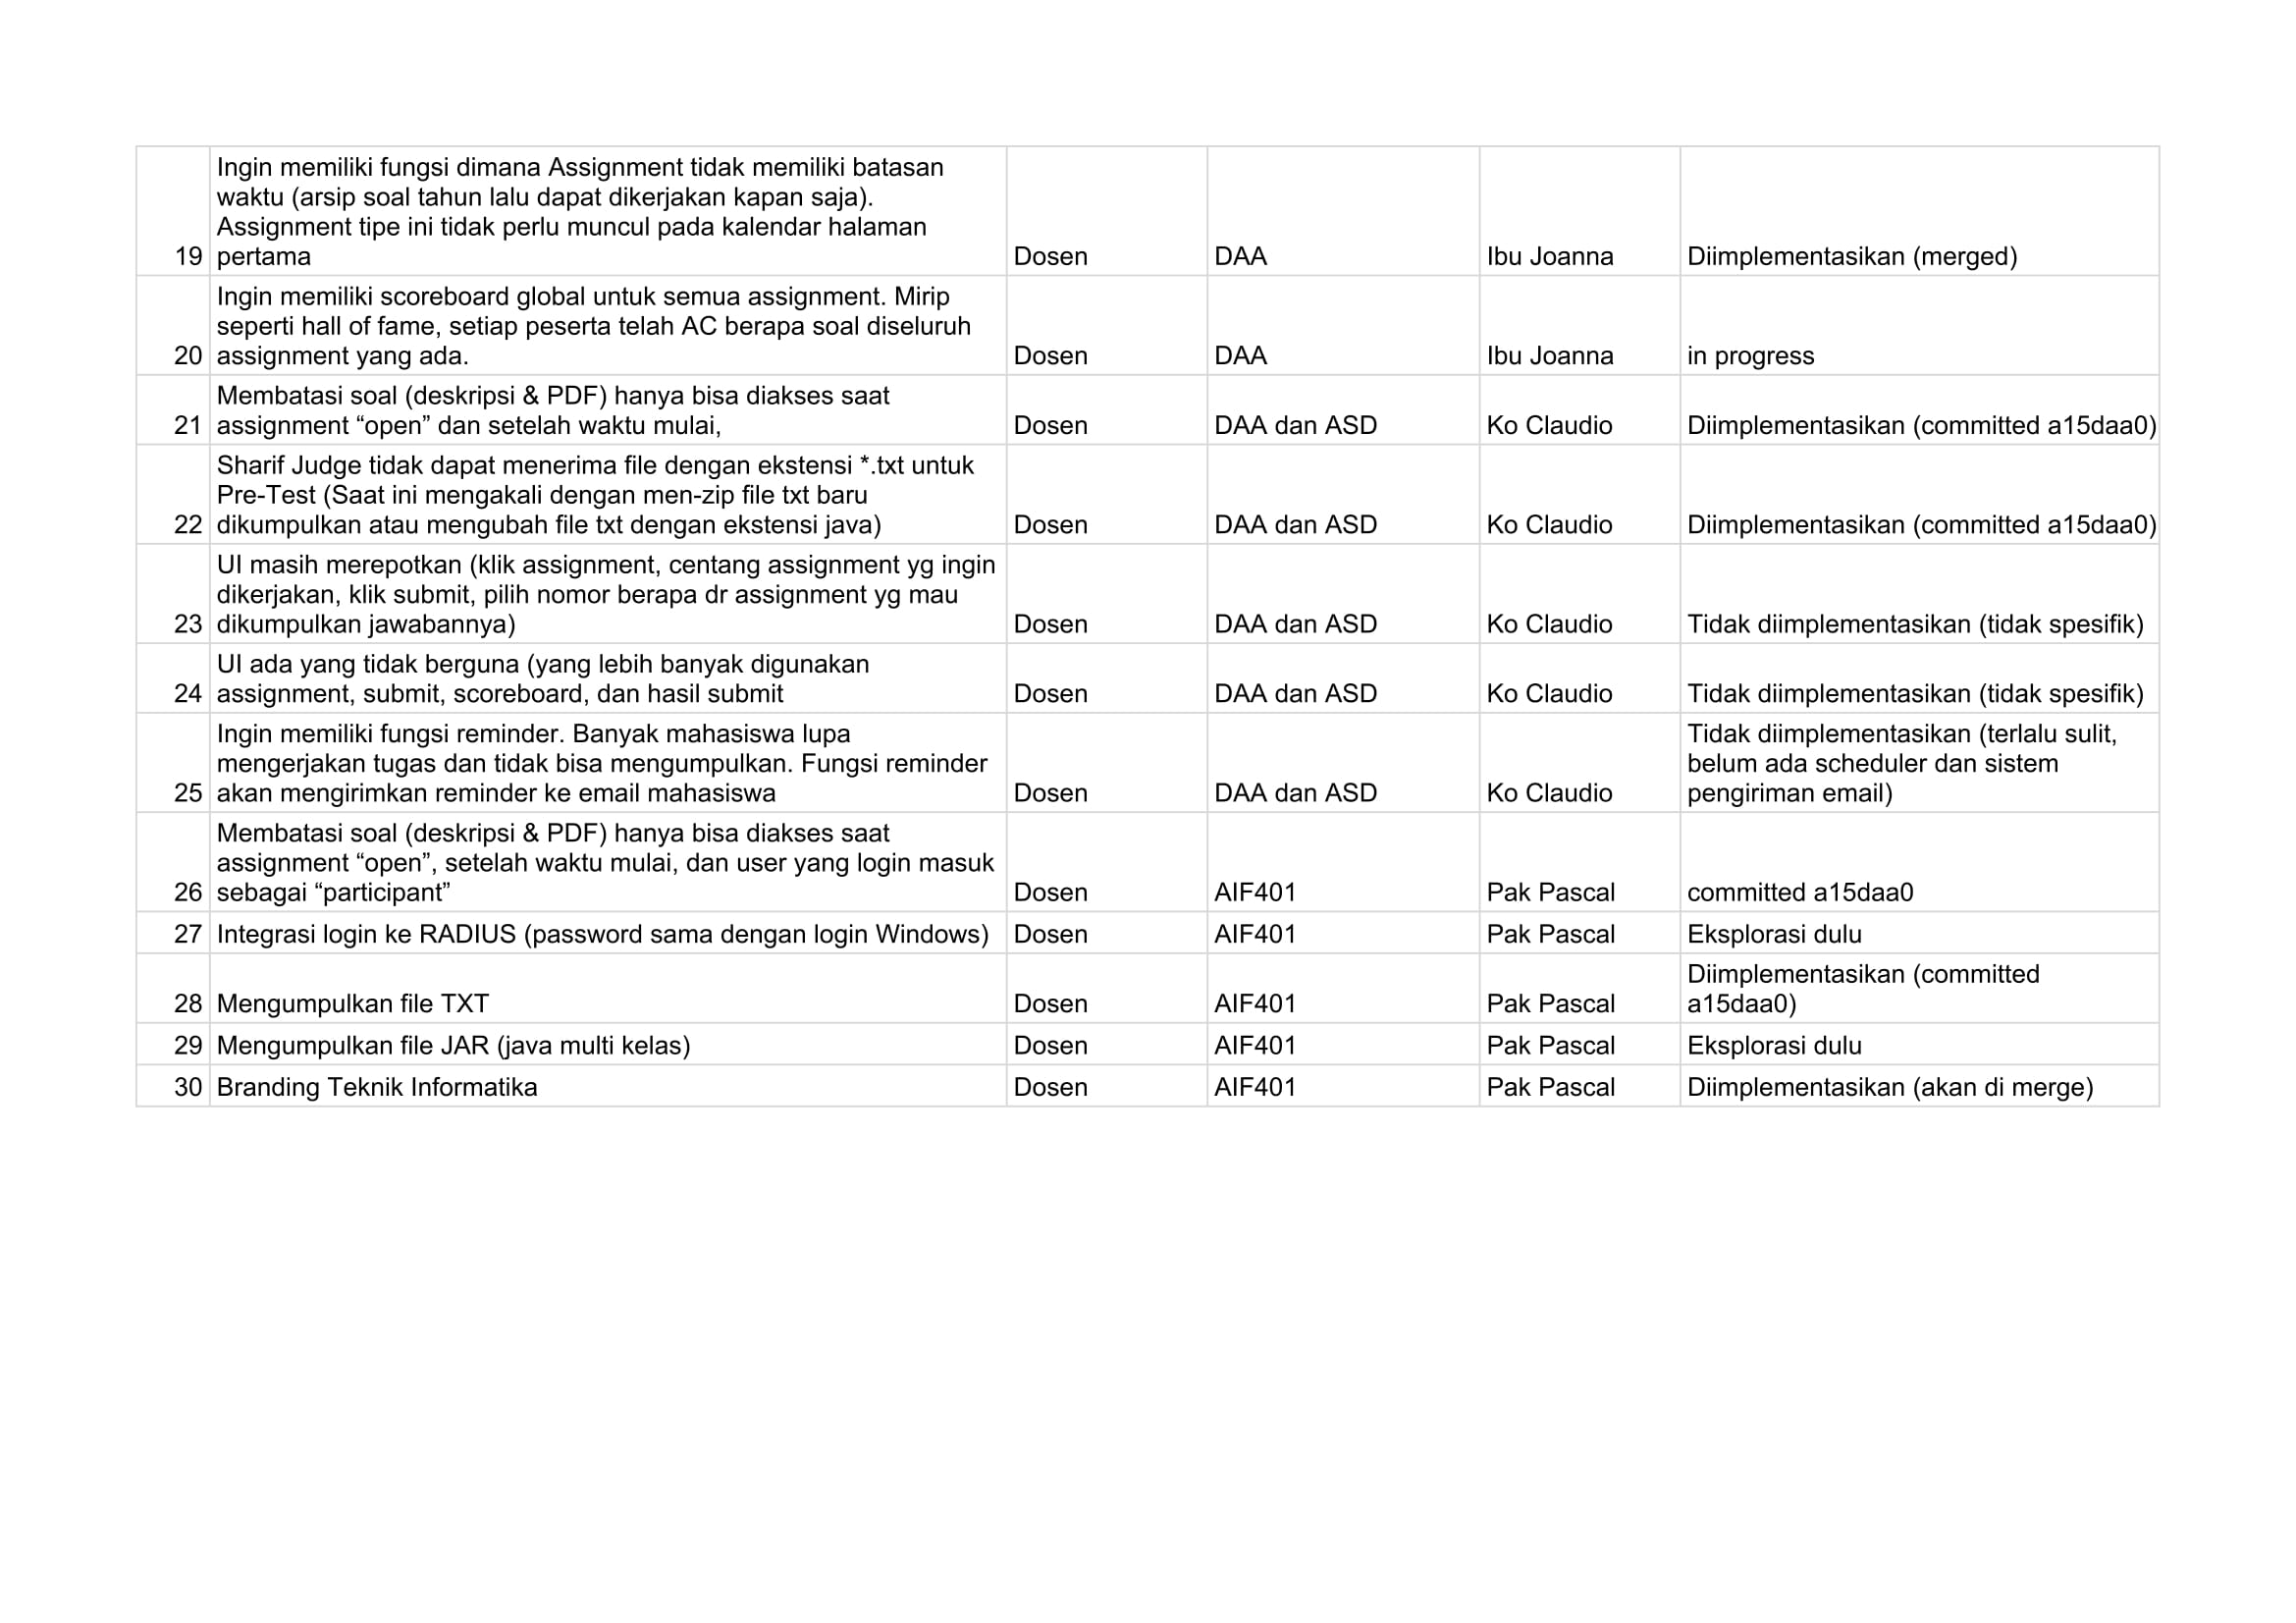 Ingin memiliki fungsi dimana Assignment tidak memiliki batasan
waktu (arsip soal tahun lalu dapat dikerjakan kapan saja).
Assignment tipe ini tidak perlu muncul pada kalendar halaman
19 pertama Dosen DAA Ibu Joanna Diimplementasikan (merged)
Ingin memiliki scoreboard global untuk semua assignment. Mirip
seperti hall of fame, setiap peserta telah AC berapa soal diseluruh
20 assignment yang ada. Dosen DAA Ibu Joanna in progress
Membatasi soal (deskripsi & PDF) hanya bisa diakses saat
21 assignment “open” dan setelah waktu mulai, Dosen DAA dan ASD Ko Claudio Diimplementasikan (committed a15daa0)
Sharif Judge tidak dapat menerima file dengan ekstensi *.txt untuk
Pre-Test (Saat ini mengakali dengan men-zip file txt baru
22 dikumpulkan atau mengubah file txt dengan ekstensi java) Dosen DAA dan ASD Ko Claudio Diimplementasikan (committed a15daa0)
UI masih merepotkan (klik assignment, centang assignment yg ingin
dikerjakan, klik submit, pilih nomor berapa dr assignment yg mau
23 dikumpulkan jawabannya) Dosen DAA dan ASD Ko Claudio Tidak diimplementasikan (tidak spesifik)
UI ada yang tidak berguna (yang lebih banyak digunakan
24 assignment, submit, scoreboard, dan hasil submit Dosen DAA dan ASD Ko Claudio Tidak diimplementasikan (tidak spesifik)
Ingin memiliki fungsi reminder. Banyak mahasiswa lupa Tidak diimplementasikan (terlalu sulit,
mengerjakan tugas dan tidak bisa mengumpulkan. Fungsi reminder belum ada scheduler dan sistem
25 akan mengirimkan reminder ke email mahasiswa Dosen DAA dan ASD Ko Claudio pengiriman email)
Membatasi soal (deskripsi & PDF) hanya bisa diakses saat
assignment “open”, setelah waktu mulai, dan user yang login masuk
26 sebagai “participant” Dosen AIF401 Pak Pascal committed a15daa0
27 Integrasi login ke RADIUS (password sama dengan login Windows) Dosen AIF401 Pak Pascal Eksplorasi dulu
Diimplementasikan (committed
28 Mengumpulkan file TXT Dosen AIF401 Pak Pascal a15daa0)
29 Mengumpulkan file JAR (java multi kelas) Dosen AIF401 Pak Pascal Eksplorasi dulu
30 Branding Teknik Informatika Dosen AIF401 Pak Pascal Diimplementasikan (akan di merge)